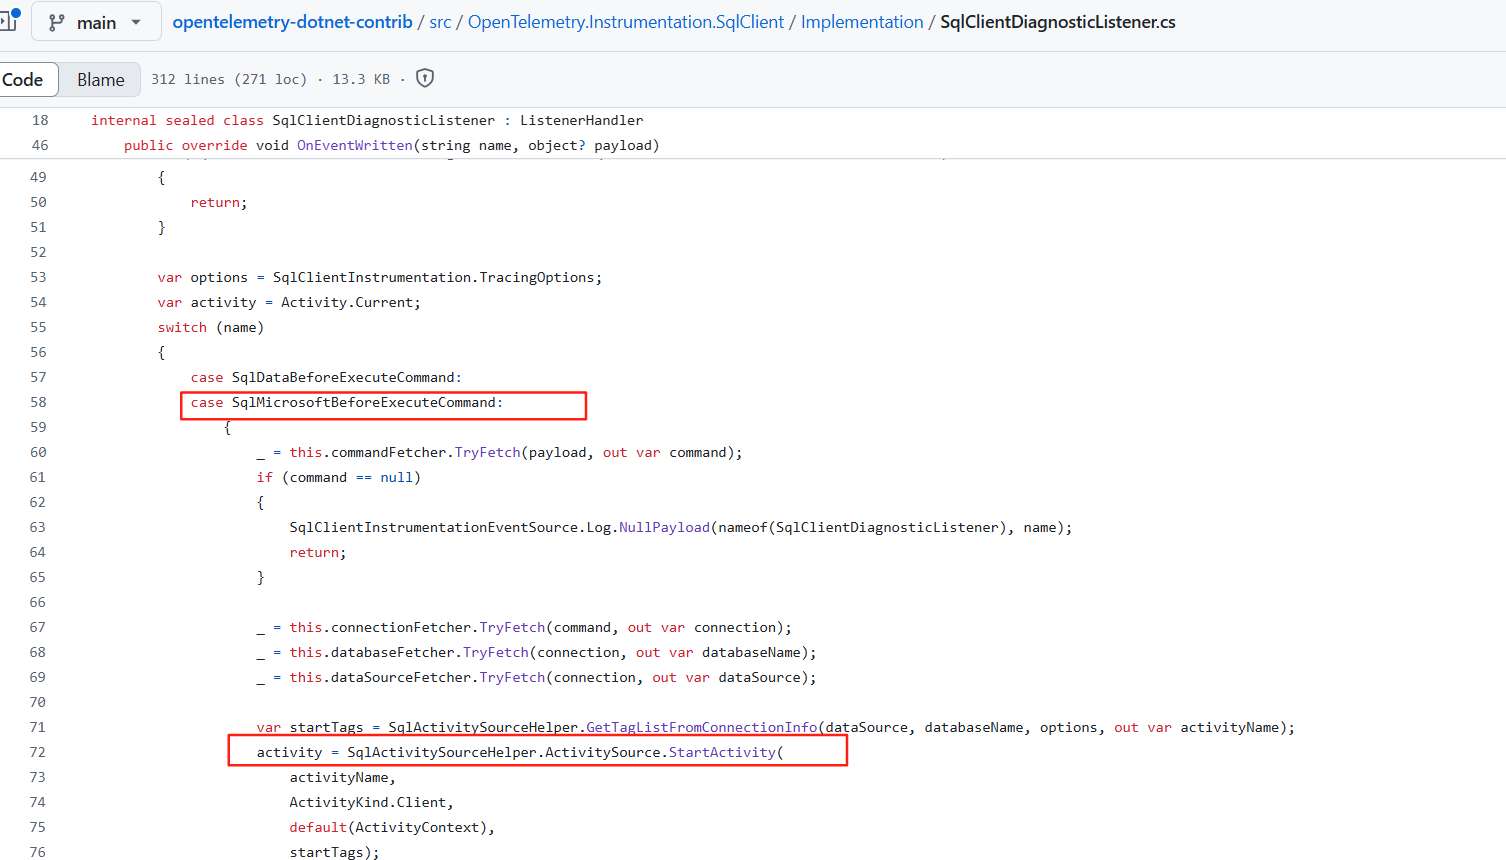 main opentelemetry-dotnet-contrib / src / OpenTelemetry.Instrumentation.SqlClient / Implementation / SqlClientDiagnosticListener.cs
Code Blame 312 lines (271 loc) · 13.3 KB ·
18 internal sealed class SqlClientDiagnosticListener : ListenerHandler
46 public override void OnEventWritten(string name, object? payload)
49 {
50 return;
51 }
52
53 var options = SqlClientInstrumentation.TracingOptions;
54 var activity = Activity.Current;
55 switch (name)
56 {
57 case SqlDataBeforeExecuteCommand:
58 case SqlMicrosoftBeforeExecuteCommand:
59 {
60 _ = this.commandFetcher.TryFetch(payload, out var command);
61 if (command == null)
62 {
63 SqlClientInstrumentationEventSource.Log.NullPayload(nameof(SqlClientDiagnosticListener), name);
64 return;
65 }
66
67 _ = this.connectionFetcher.TryFetch(command, out var connection);
68 _ = this.databaseFetcher.TryFetch(connection, out var databaseName);
69 _ = this.dataSourceFetcher.TryFetch(connection, out var dataSource);
70
71 var startTags = SqlActivitySourceHelper.GetTagListFromConnectionInfo(dataSource, databaseName, options, out var activityName);
72 activity = SqlActivitySourceHelper.ActivitySource.StartActivity(
73 activityName,
74 ActivityKind.Client,
75 default(ActivityContext),
76 startTags);